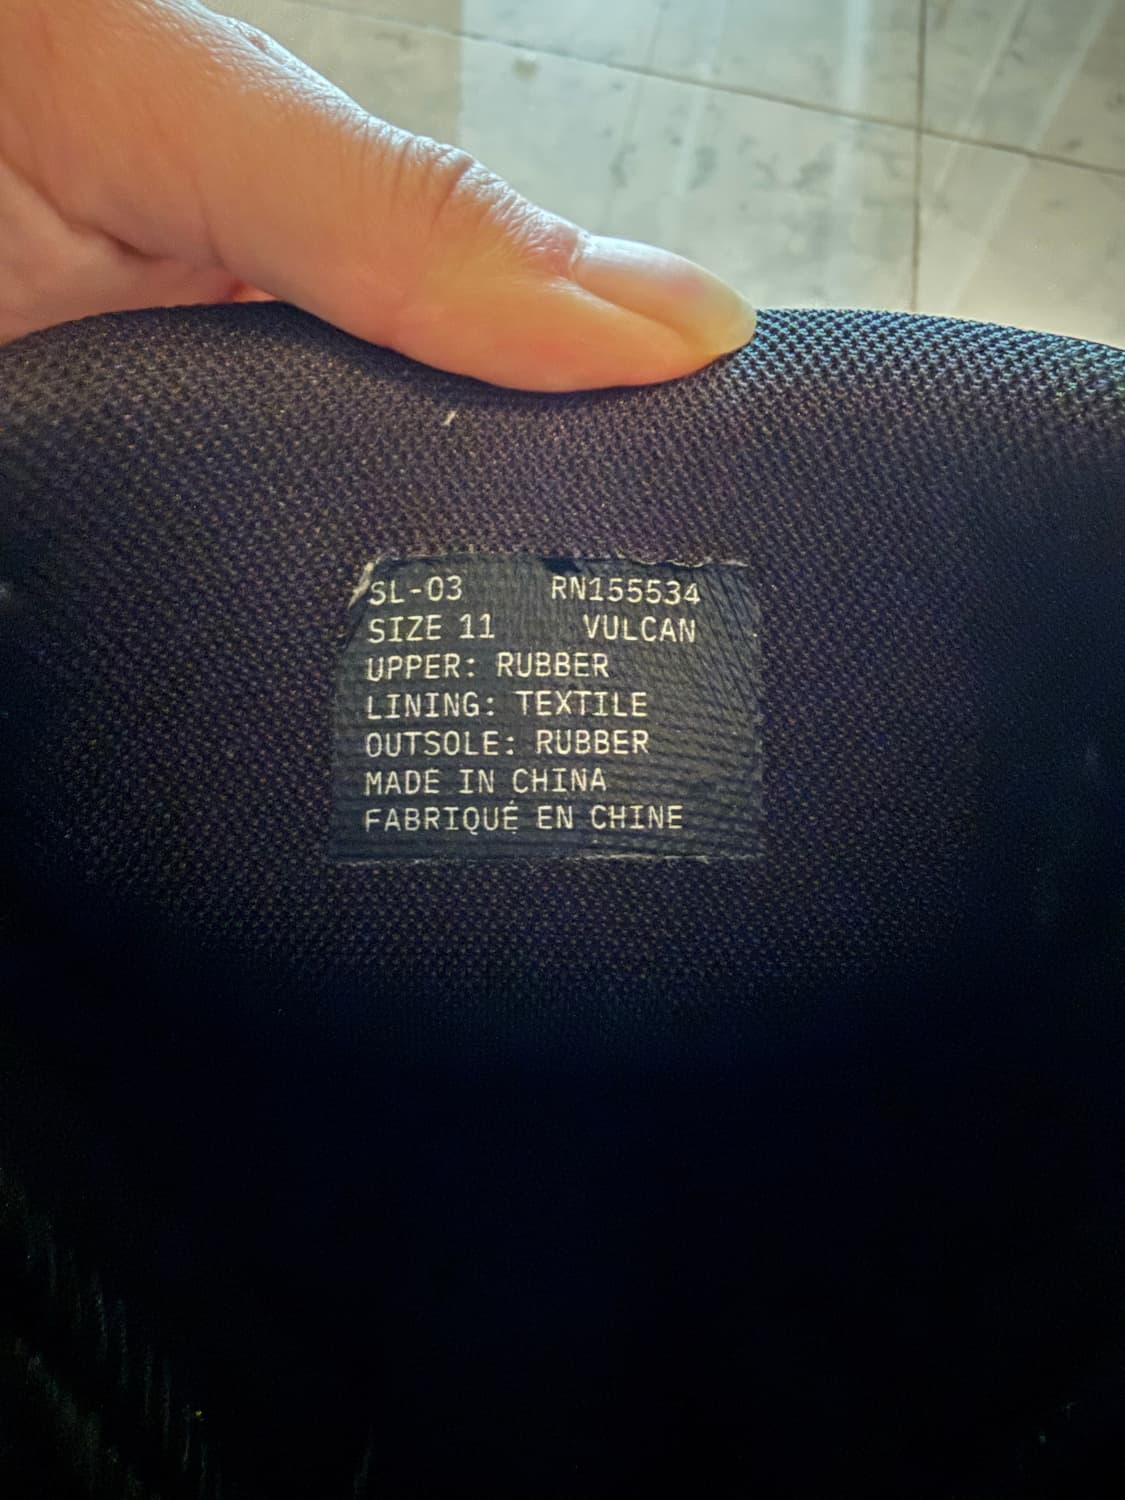 SL-03 RN155534
SIZE 11 VULCAN
UPPER: RUBBER
LINING: TEXTILE
OUTSOLE: RUBBER
MADE IN CHINA
FABRIQUÉ EN CHINE